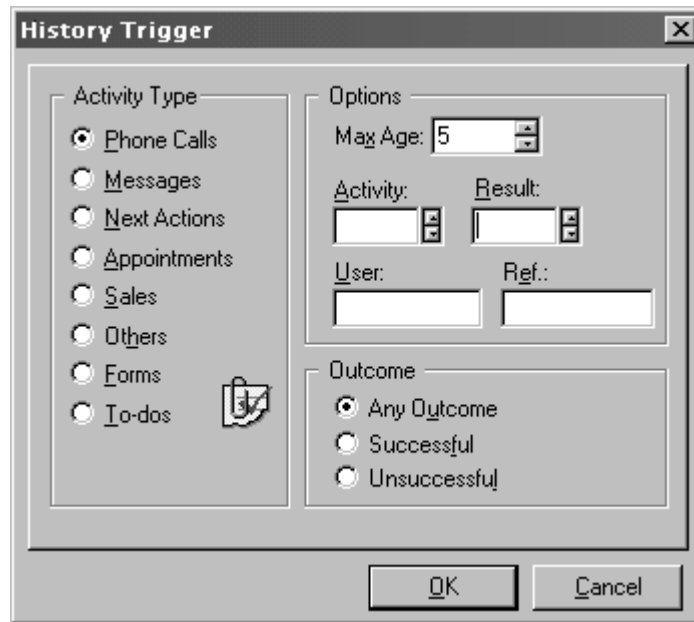 History Trigger
Activity Type
Phone Calls
Messages
Next Actions
Appointments
Sales
Others
Forms
To-dos
Options
Max Age: 5
Activity: Result:
User: Ref.:
Outcome
Any Outcome
Successful
Unsuccessful
OK Cancel